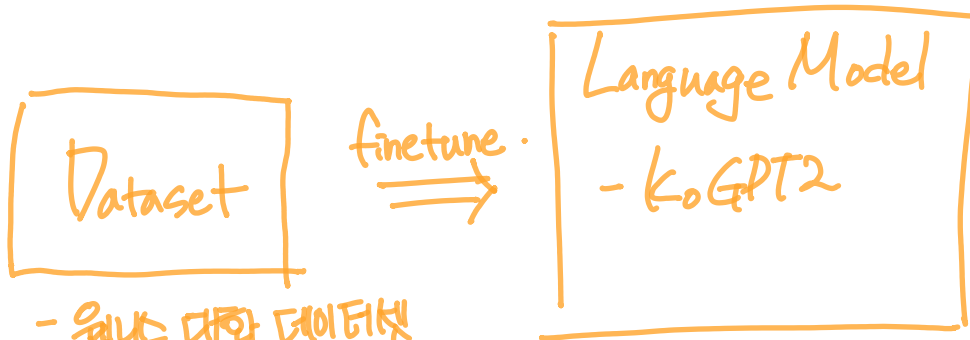 Dataset
finetune.
Language Model
- KoGPT2
- 웰니스 대화 데이터셋